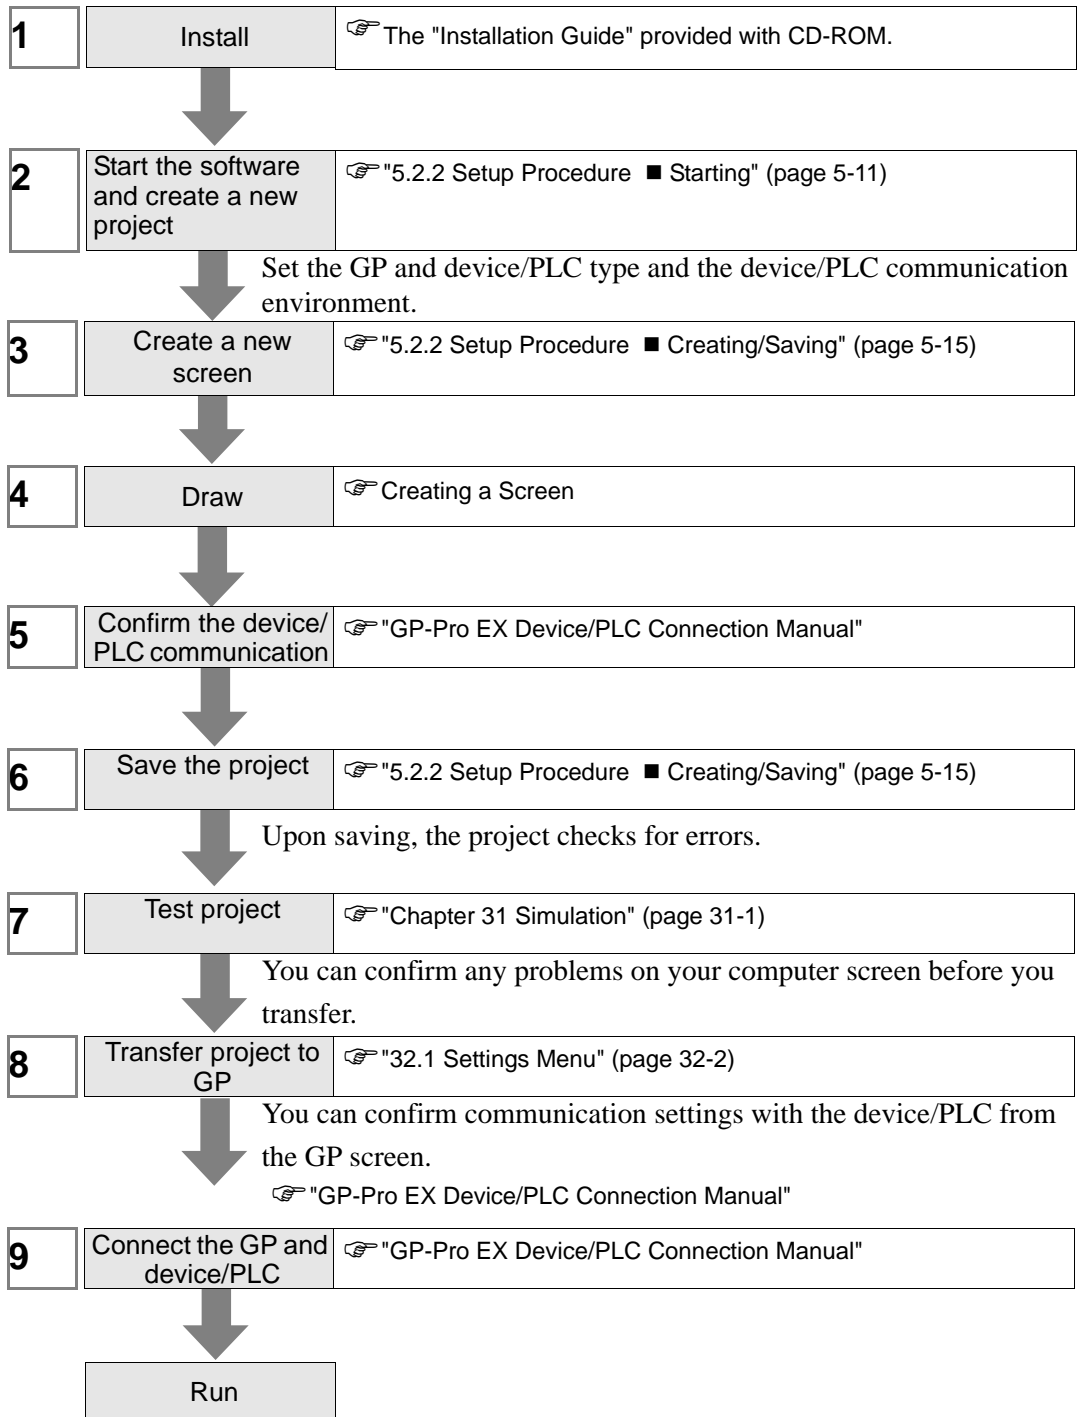 1
Install
☞ The "Installation Guide" provided with CD-ROM.
2
Start the software
and create a new
project
☞ "5.2.2 Setup Procedure ■ Starting" (page 5-11)
Set the GP and device/PLC type and the device/PLC communication
environment.
3
Create a new
screen
☞ "5.2.2 Setup Procedure ■ Creating/Saving" (page 5-15)
4
Draw
☞ Creating a Screen
5
Confirm the device/
PLC communication
☞ "GP-Pro EX Device/PLC Connection Manual"
6
Save the project
☞ "5.2.2 Setup Procedure ■ Creating/Saving" (page 5-15)
Upon saving, the project checks for errors.
7
Test project
☞ "Chapter 31 Simulation" (page 31-1)
You can confirm any problems on your computer screen before you
transfer.
8
Transfer project to
GP
☞ "32.1 Settings Menu" (page 32-2)
You can confirm communication settings with the device/PLC from
the GP screen.
☞ "GP-Pro EX Device/PLC Connection Manual"
9
Connect the GP and
device/PLC
☞ "GP-Pro EX Device/PLC Connection Manual"
Run